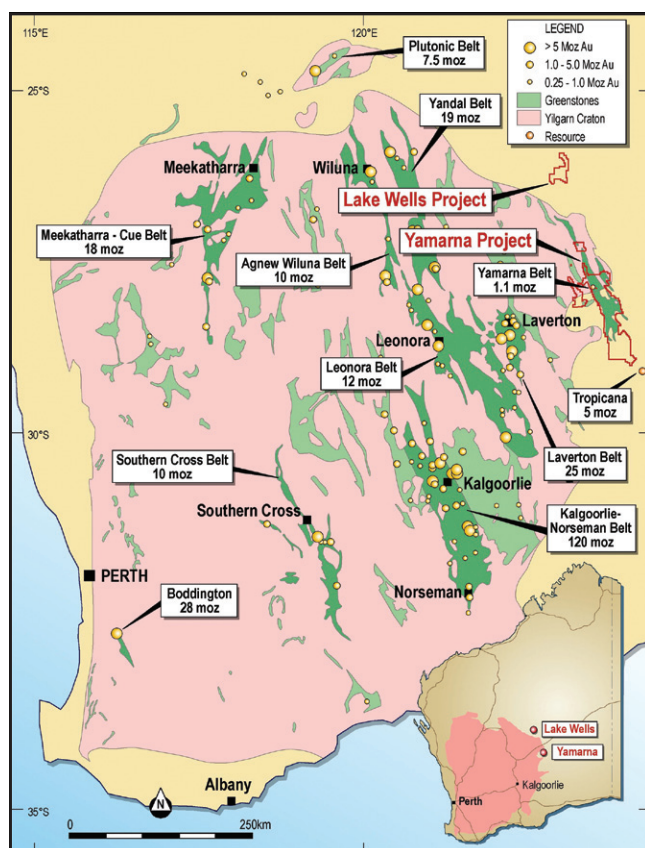 115°E
120°E
25°S
30°S
35°S
LEGEND
> 5 Moz Au
1.0 - 5.0 Moz Au
0.25 - 1.0 Moz Au
Greenstones
Yilgarn Craton
Resource
Plutonic Belt
7.5 moz
Yandal Belt
19 moz
Meekatharra
Wiluna
Lake Wells Project
Meekatharra - Cue Belt
18 moz
Agnew Wiluna Belt
10 moz
Yamarna Project
Yamarna Belt
1.1 moz
Laverton
Leonora
Leonora Belt
12 moz
Tropicana
5 moz
Laverton Belt
25 moz
Southern Cross Belt
10 moz
Kalgoorlie
Southern Cross
Kalgoorlie-
Norseman Belt
120 moz
PERTH
Norseman
Boddington
28 moz
Albany
N
0
250km
Lake Wells
Yamarna
Kalgoorlie
Perth